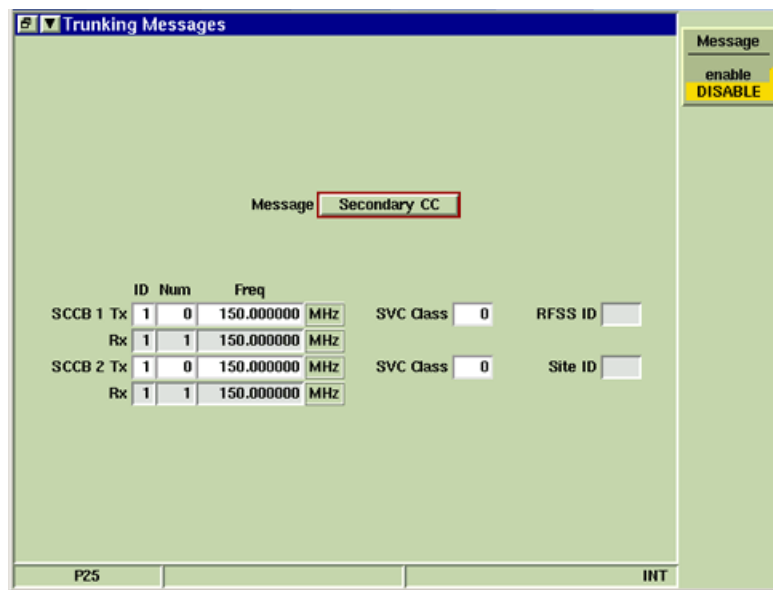 Trunking Messages
Message
enable
DISABLE
Message Secondary CC
ID Num Freq
SCCB 1 Tx 1 0 150.000000 MHz SVC Class 0 RFSS ID
Rx 1 1 150.000000 MHz
SCCB 2 Tx 1 0 150.000000 MHz SVC Class 0 Site ID
Rx 1 1 150.000000 MHz
P25 INT